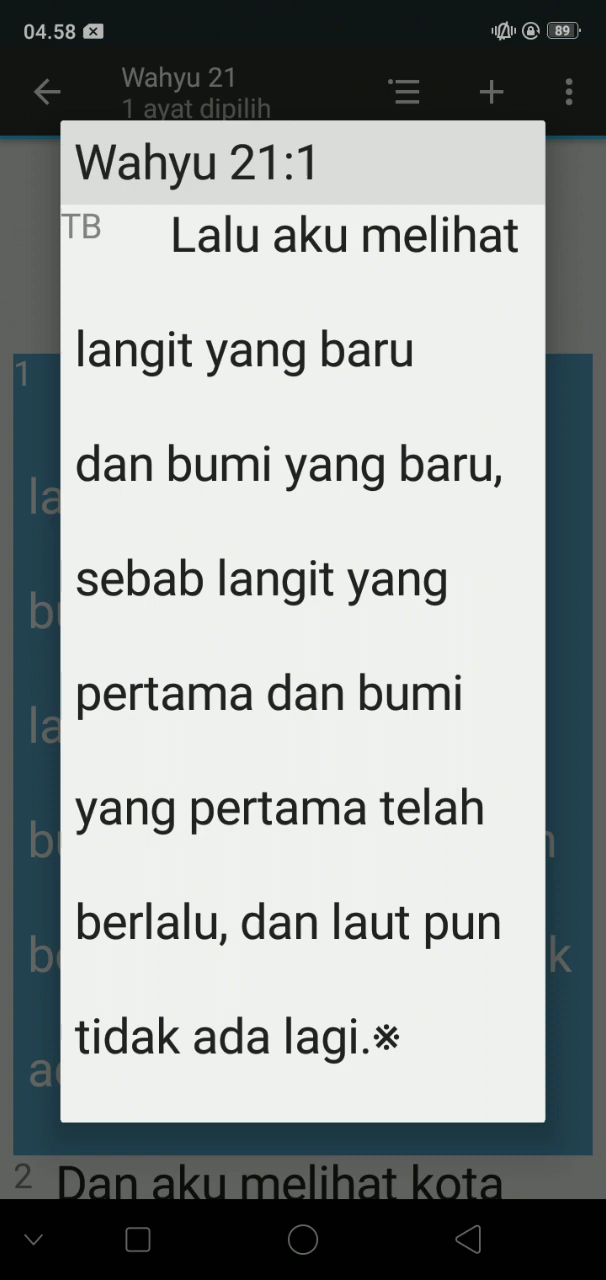 04.58
89
Wahyu 21
1 ayat dipilih
Wahyu 21:1
TB Lalu aku melihat
langit yang baru
dan bumi yang baru,
sebab langit yang
pertama dan bumi
yang pertama telah
berlalu, dan laut pun
tidak ada lagi.※
1
2 Dan aku melihat kota